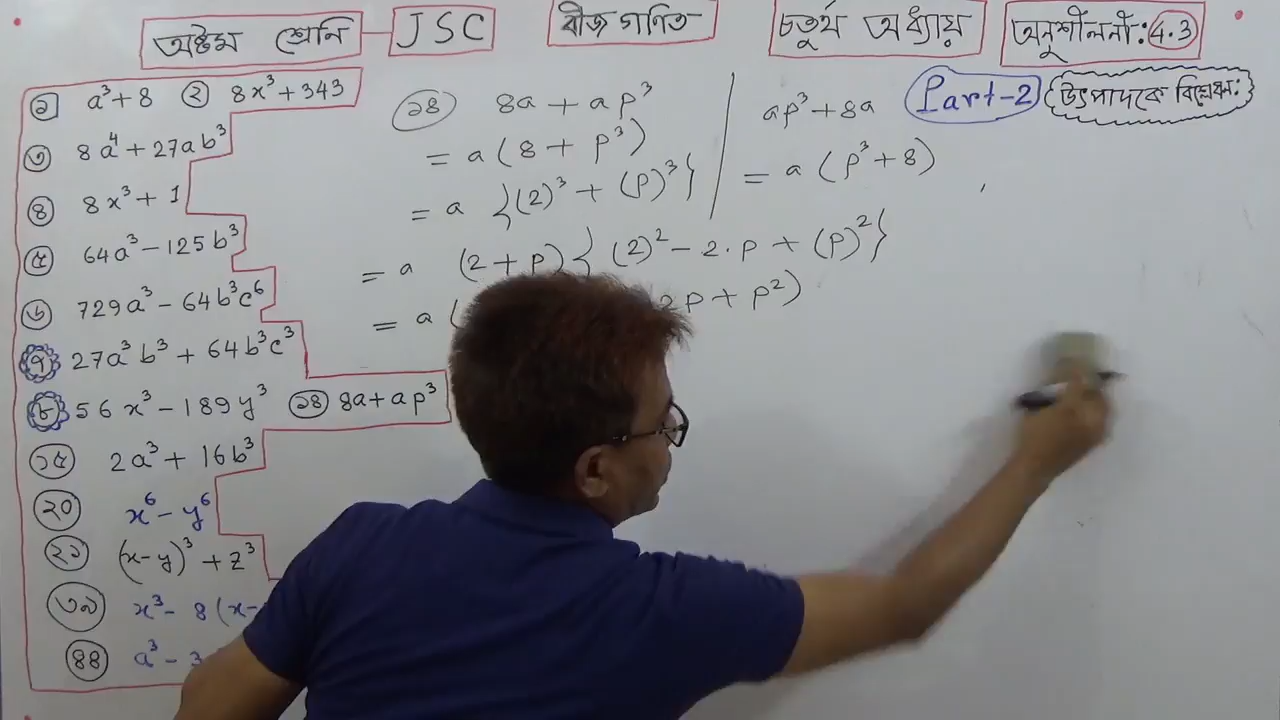 অষ্টম শ্রেনি JSC বীজ গণিত চতুর্থ অধ্যায় অনুশীলনী: 4.3
Part-2 উৎপাদকে বিশ্লেষণ:
১ a³+8 ২ 8x³+343
৩ 8a⁴+27ab³
৪ 8x³+1
৫ 64a³-125b³
৬ 729a³-64b³c⁶
৭ 27a³b³+64b³c³
৮ 56x³-189y³ ১৪ 8a+ap³
১৫ 2a³+16b³
২০ x⁶-y⁶
২১ (x-y)³+z³
x³-8(x-
৪৪ a³-3
১৪ 8a+ap³
=a(8+p³)
=a{(2)³+(p)³}
=a(2+p){(2)²-2.p+(p)²}
=a( 2p+p²)
ap³+8a
=a(p³+8)